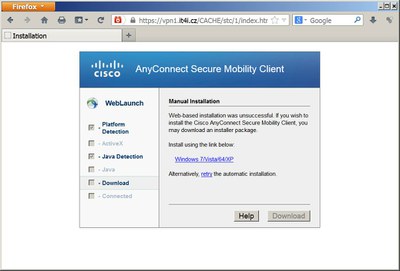 Firefox
https://vpn1.it4i.cz/CACHE/stc/1/index.htr
Google
Installation
CISCO
AnyConnect Secure Mobility Client
WebLaunch
- Platform Detection
- ActiveX
- Java Detection
- Java
- Download
- Connected
Manual Installation
Web-based installation was unsuccessful. If you wish to
install the Cisco AnyConnect Secure Mobility Client, you
may download an installer package.
Install using the link below:
Windows 7/Vista/64/XP
Alternatively, retry the automatic installation.
Help
Download